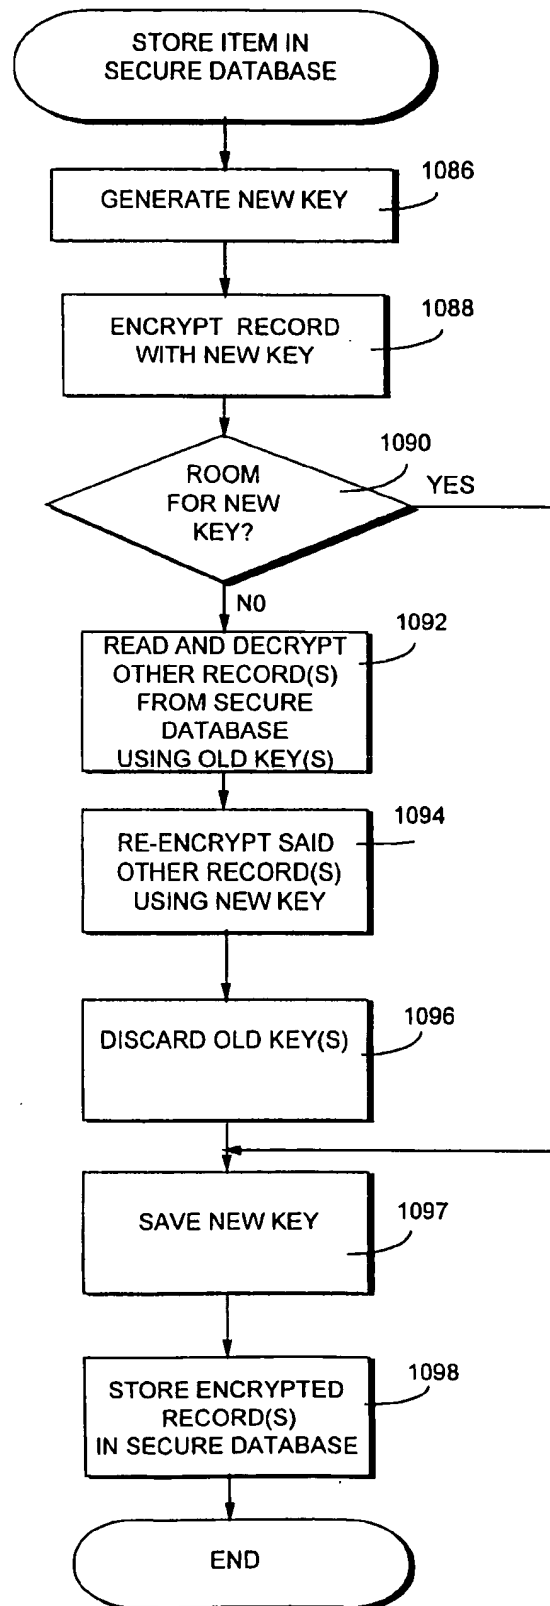 STORE ITEM IN
SECURE DATABASE
1086
GENERATE NEW KEY
1088
ENCRYPT RECORD
WITH NEW KEY
1090
ROOM
FOR NEW
KEY?
YES
NO
1092
READ AND DECRYPT
OTHER RECORD(S)
FROM SECURE
DATABASE
USING OLD KEY(S)
1094
RE-ENCRYPT SAID
OTHER RECORD(S)
USING NEW KEY
1096
DISCARD OLD KEY(S)
1097
SAVE NEW KEY
1098
STORE ENCRYPTED
RECORD(S)
IN SECURE DATABASE
END